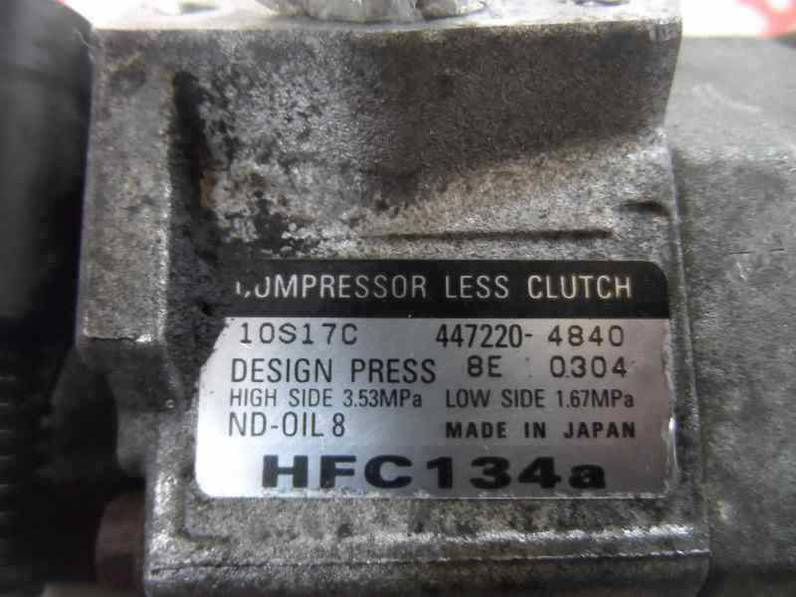 COMPRESSOR LESS CLUTCH
10S17C 447220-4840
DESIGN PRESS 8E 0304
HIGH SIDE 3.53MPa LOW SIDE 1.67MPa
ND-OIL 8 MADE IN JAPAN
HFC134a